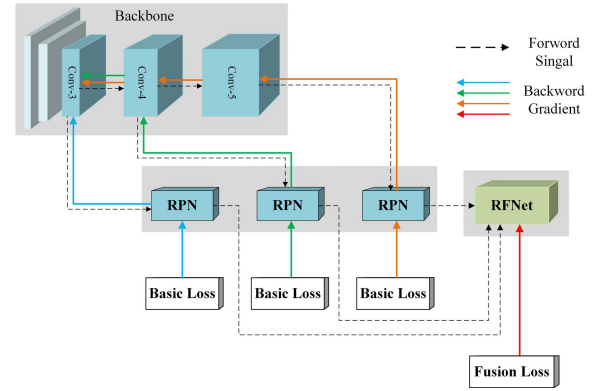 Backbone
Conv-3
Conv-4
Conv-5
Forword
Singal
Backword
Gradient
RPN
RPN
RPN
RFNet
Basic Loss
Basic Loss
Basic Loss
Fusion Loss